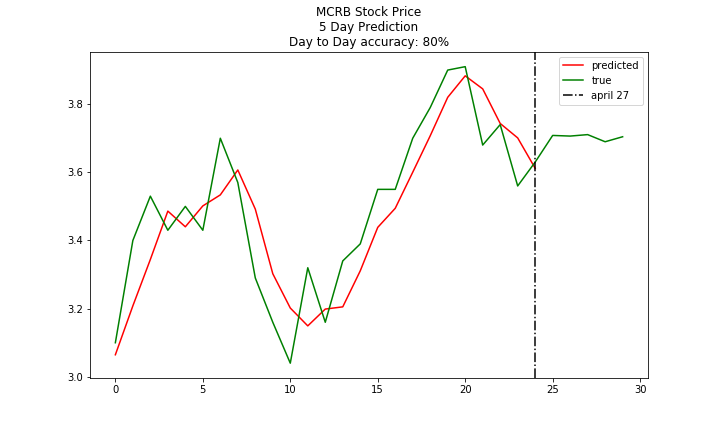 MCRB Stock Price
5 Day Prediction
Day to Day accuracy: 80%
predicted
true
april 27
3.8
3.6
3.4
3.2
3.0
0 5 10 15 20 25 30